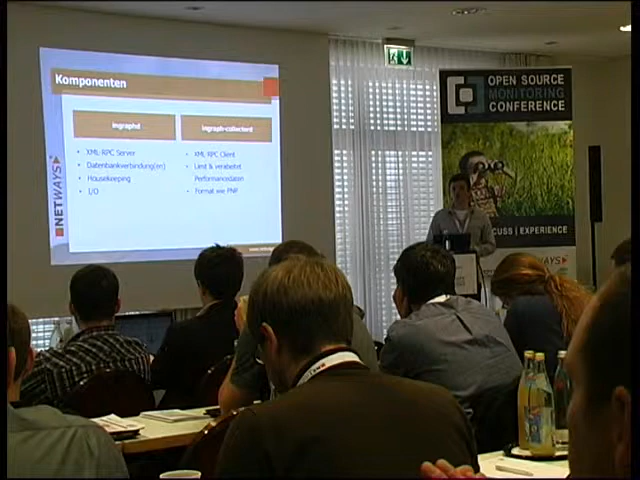 Komponenten
ingraphd
ingraph-collectord
XML-RPC Server
Datenbankverbindung(en)
Housekeeping
I/O
XML RPC Client
Liest & verarbeitet
Performancedaten
Format wie PNP
NETWAYS
OPEN SOURCE
MONITORING
CONFERENCE
CUSS | EXPERIENCE